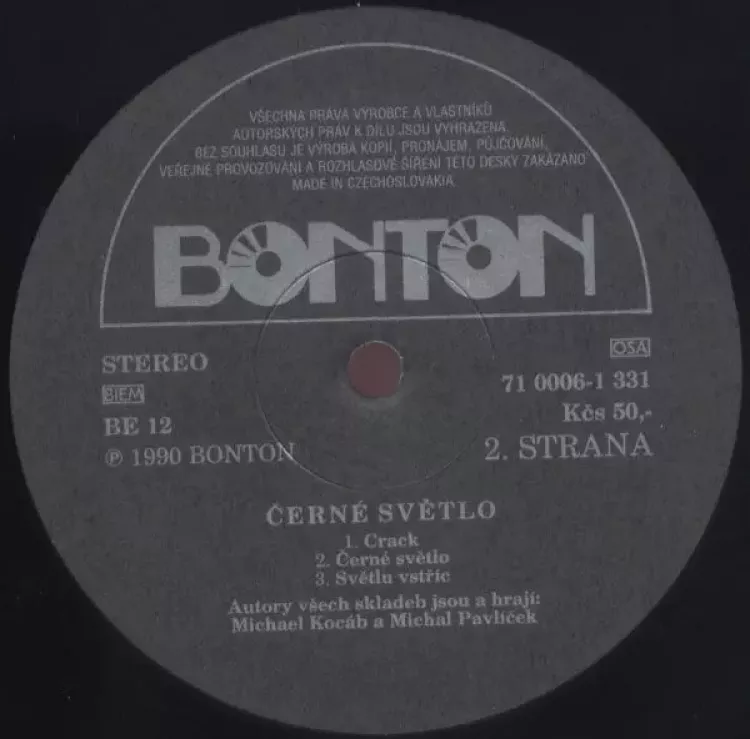 VŠECHNA PRÁVA VÝROBCE A VLASTNÍKŮ
AUTORSKÝCH PRÁV K DÍLU JSOU VYHRAZENA.
BEZ SOUHLASU JE VÝROBA KOPIÍ, PRONÁJEM, PŮJČOVÁNÍ,
VEŘEJNÉ PROVOZOVÁNÍ A ROZHLASOVÉ ŠÍŘENÍ TÉTO DESKY ZAKÁZÁNO
MADE IN CZECHOSLOVAKIA
BONTON
STEREO
OSA
BIEM
71 0006-1 331
BE 12
Kčs 50,-
℗ 1990 BONTON
2. STRANA
ČERNÉ SVĚTLO
1. Crack
2. Černé světlo
3. Světlu vstříc
Autory všech skladeb jsou a hrají:
Michael Kocáb a Michal Pavlíček